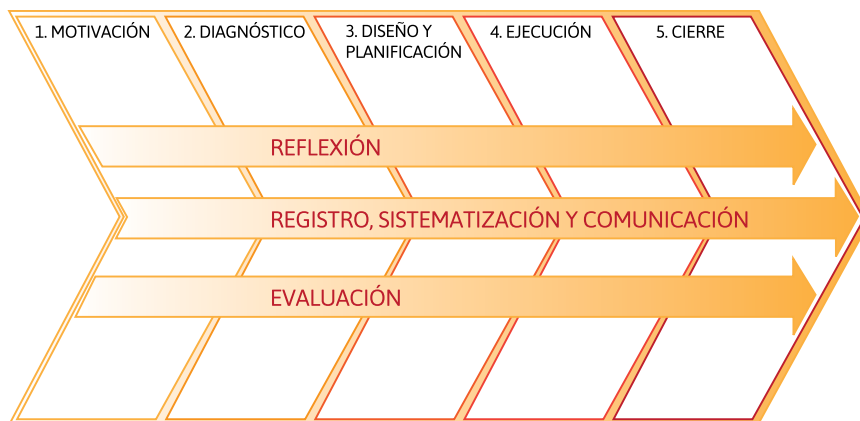 1. MOTIVACIÓN
2. DIAGNÓSTICO
3. DISEÑO Y
PLANIFICACIÓN
4. EJECUCIÓN
5. CIERRE
REFLEXIÓN
REGISTRO, SISTEMATIZACIÓN Y COMUNICACIÓN
EVALUACIÓN